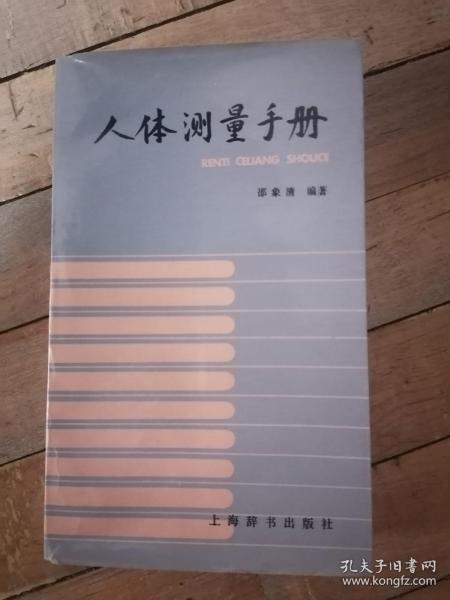 人体测量手册
RENTI CELIANG SHOUCE
邵象清 编著
上海辞书出版社
孔夫子旧书网
www.kongfz.com